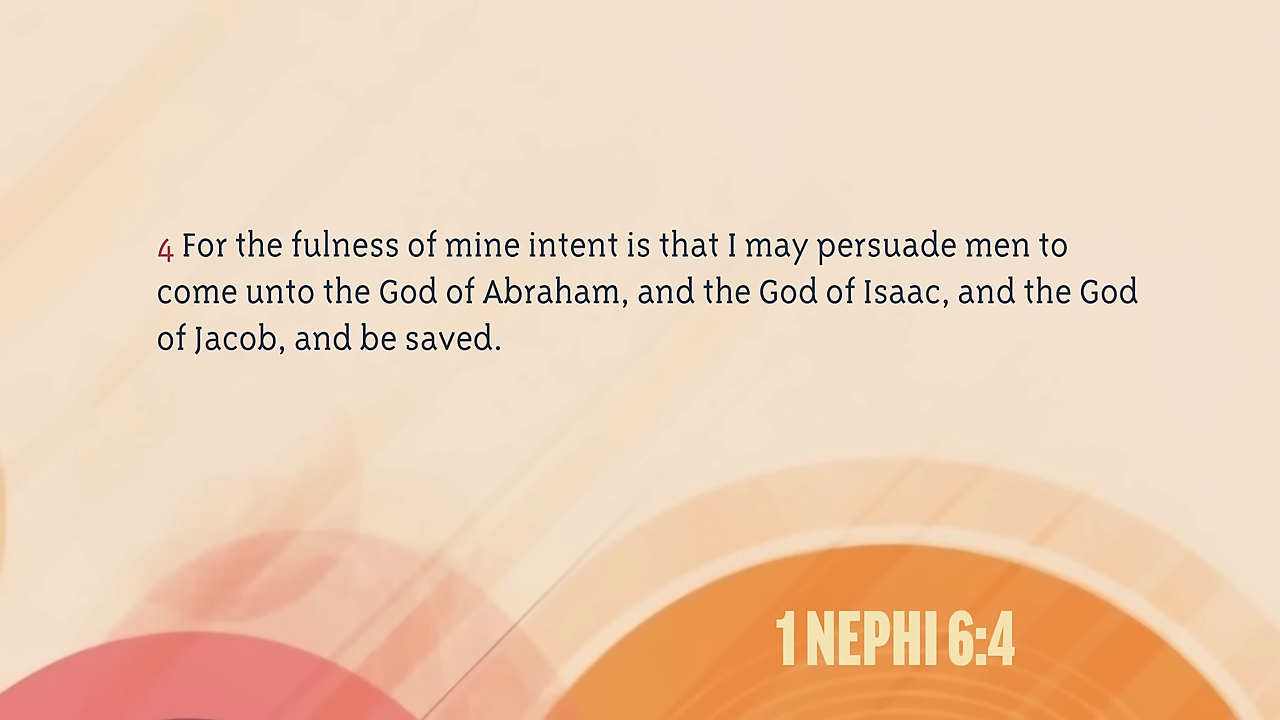 4 For the fulness of mine intent is that I may persuade men to
come unto the God of Abraham, and the God of Isaac, and the God
of Jacob, and be saved.
1 NEPHI 6:4